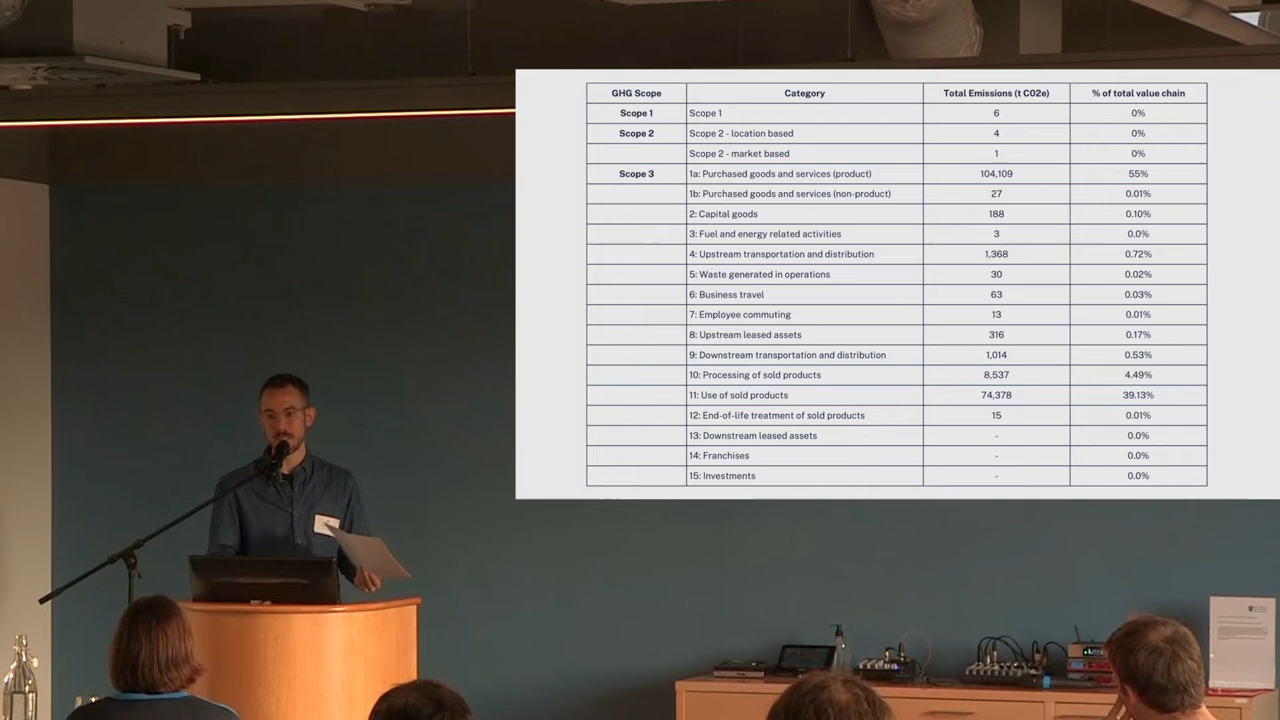 GHG Scope Category Total Emissions (t C02e) % of total value chain
Scope 1 Scope 1 6 0%
Scope 2 Scope 2 - location based 4 0%
Scope 2 - market based 1 0%
Scope 3 1a: Purchased goods and services (product) 104,109 55%
1b: Purchased goods and services (non-product) 27 0.01%
2: Capital goods 188 0.10%
3: Fuel and energy related activities 3 0.0%
4: Upstream transportation and distribution 1,368 0.72%
5: Waste generated in operations 30 0.02%
6: Business travel 63 0.03%
7: Employee commuting 13 0.01%
8: Upstream leased assets 316 0.17%
9: Downstream transportation and distribution 1,014 0.53%
10: Processing of sold products 8,537 4.49%
11: Use of sold products 74,378 39.13%
12: End-of-life treatment of sold products 15 0.01%
13: Downstream leased assets - 0.0%
14: Franchises - 0.0%
15: Investments - 0.0%